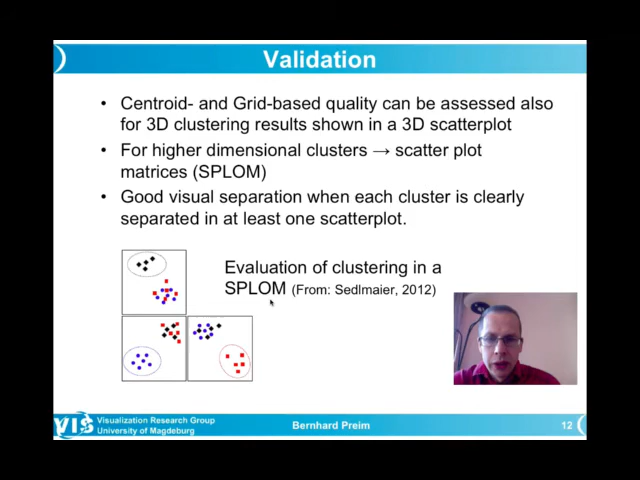 Validation
• Centroid- and Grid-based quality can be assessed also
for 3D clustering results shown in a 3D scatterplot
• For higher dimensional clusters → scatter plot
matrices (SPLOM)
• Good visual separation when each cluster is clearly
separated in at least one scatterplot.
Evaluation of clustering in a
SPLOM (From: Sedlmaier, 2012)
VIS
Visualization Research Group
University of Magdeburg
Bernhard Preim
12